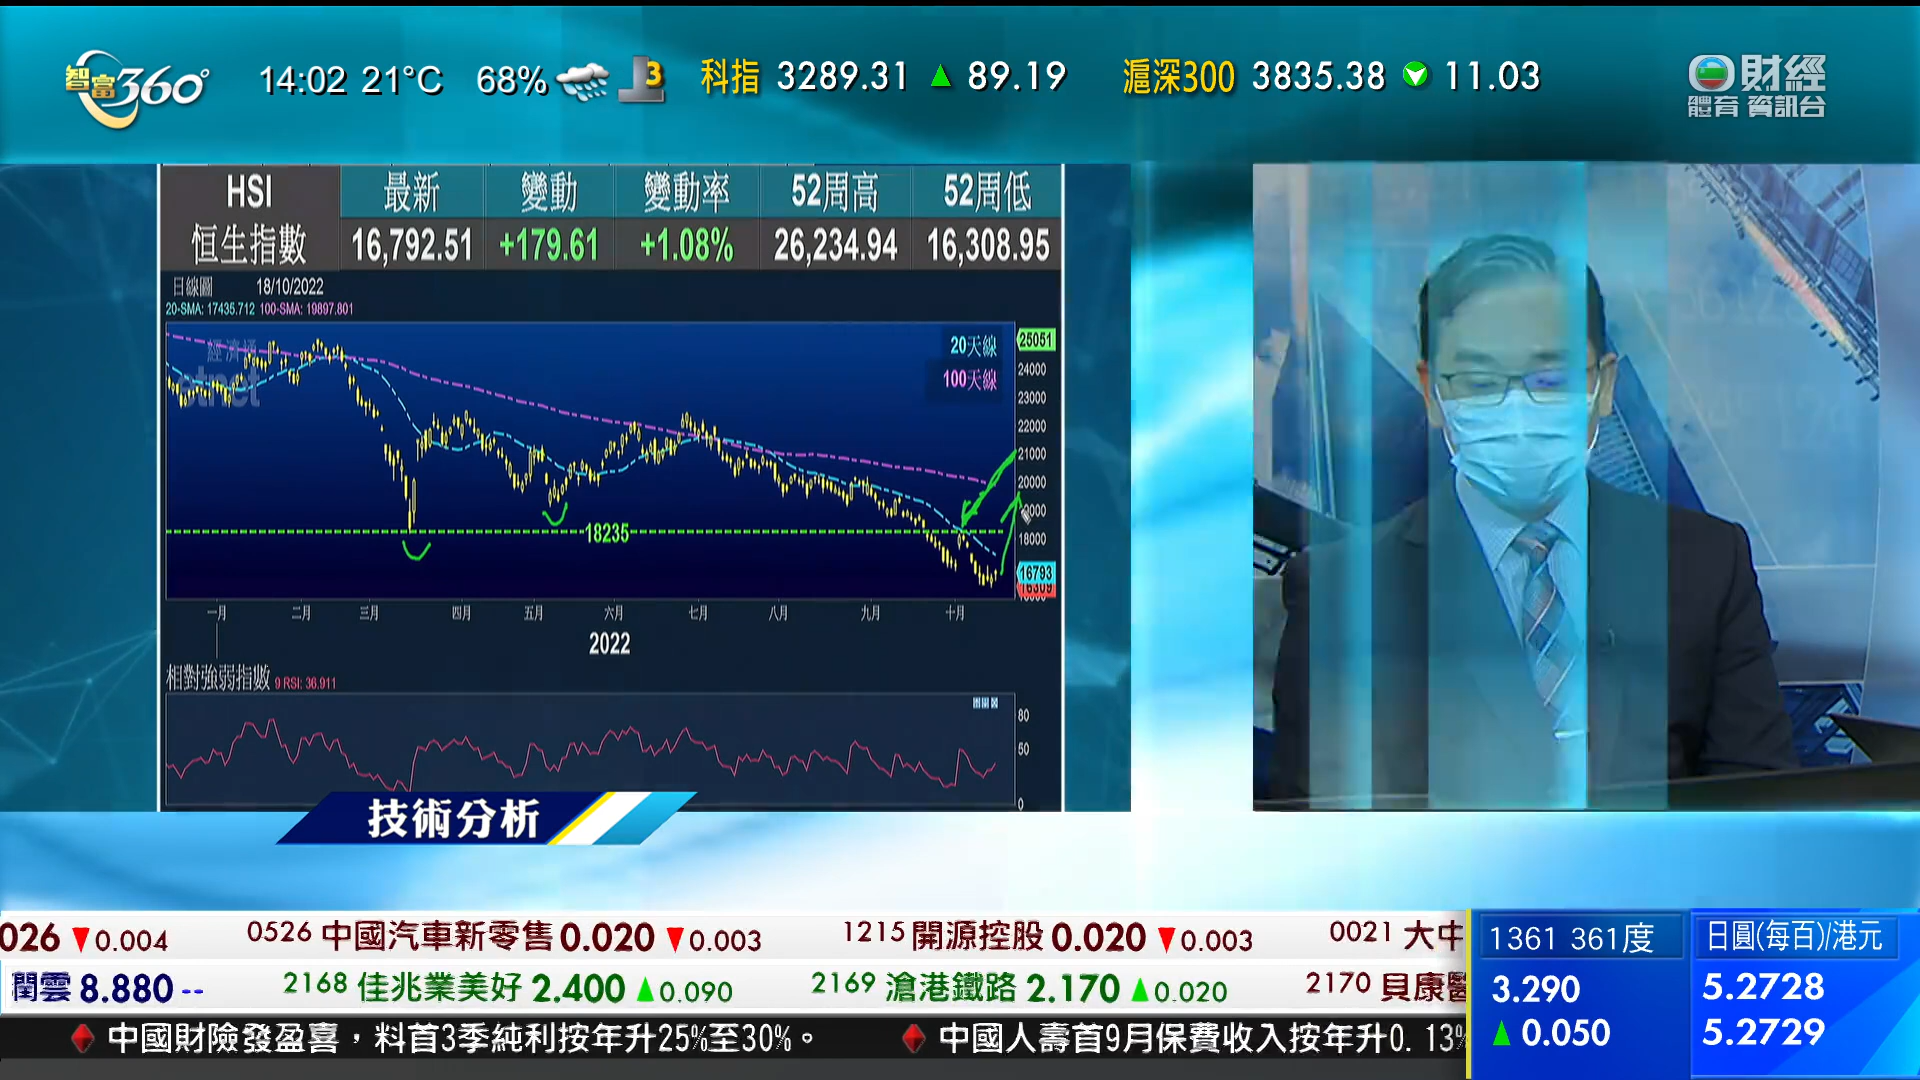 智富360°
14:02 21°C 68% 3
科指 3289.31 ▲ 89.19 滬深300 3835.38 11.03
財經
體育 資訊台
HSI 最新 變動 變動率 52周高 52周低
恒生指數 16,792.51 +179.61 +1.08% 26,234.94 16,308.95
日線圖 18/10/2022
20-SMA: 17435.712 100-SMA: 19897.801
經濟通
etnet
20天線
100天線
25051
24000
23000
22000
21000
20000
18235
18000
16793
16309
一月 二月 三月 四月 五月 六月 七月 八月 九月 十月
2022
相對強弱指數 9 RSI: 36.911
80
50
0
技術分析
026 ▼0.004 0526 中國汽車新零售 0.020 ▼0.003 1215 開源控股 0.020 ▼0.003 0021 大中
閏雲 8.880 -- 2168 佳兆業美好 2.400 ▲0.090 2169 滄港鐵路 2.170 ▲0.020 2170 貝康醫
中國財險發盈喜，料首3季純利按年升25%至30%。 中國人壽首9月保費收入按年升0.13%
1361 361度
3.290
▲ 0.050
日圓(每百)/港元
5.2728
5.2729